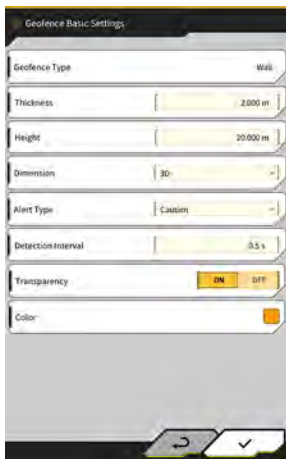 Geofence Basic Settings
Geofence Type Wall
Thickness 2.000 m
Height 20.000 m
Dimension 3D
Alert Type Caution
Detection Interval 0.5 s
Transparency ON OFF
Color